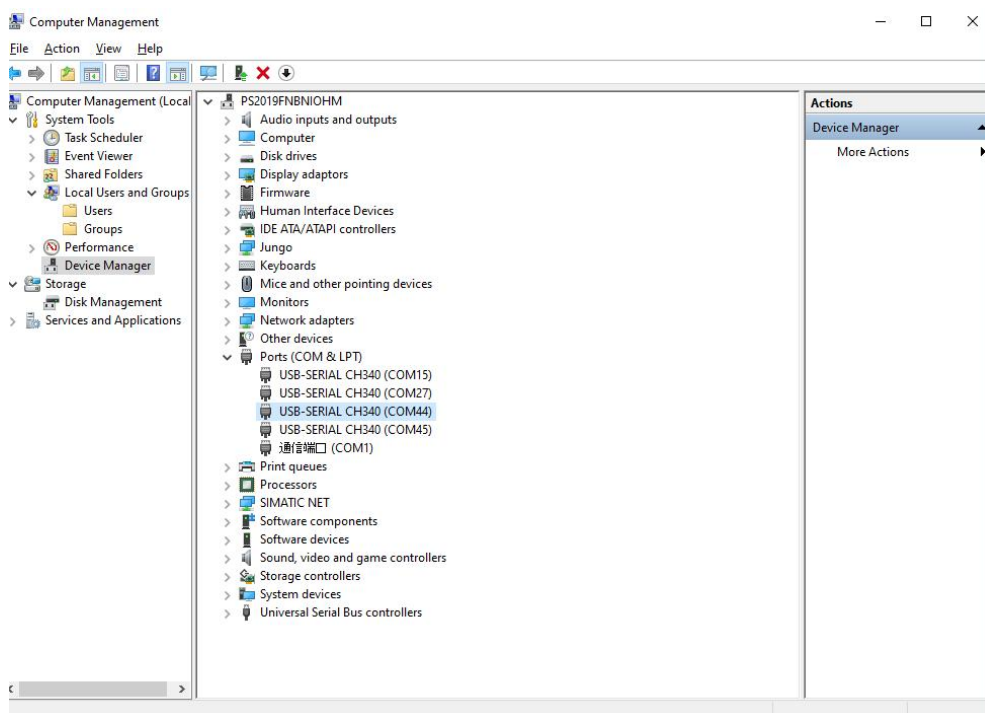 Computer Management
File Action View Help
Computer Management (Local
System Tools
Task Scheduler
Event Viewer
Shared Folders
Local Users and Groups
Users
Groups
Performance
Device Manager
Storage
Disk Management
Services and Applications
PS2019FNBNIOHM
Audio inputs and outputs
Computer
Disk drives
Display adaptors
Firmware
Human Interface Devices
IDE ATA/ATAPI controllers
Jungo
Keyboards
Mice and other pointing devices
Monitors
Network adapters
Other devices
Ports (COM & LPT)
USB-SERIAL CH340 (COM15)
USB-SERIAL CH340 (COM27)
USB-SERIAL CH340 (COM44)
USB-SERIAL CH340 (COM45)
通信端口 (COM1)
Print queues
Processors
SIMATIC NET
Software components
Software devices
Sound, video and game controllers
Storage controllers
System devices
Universal Serial Bus controllers
Actions
Device Manager
More Actions